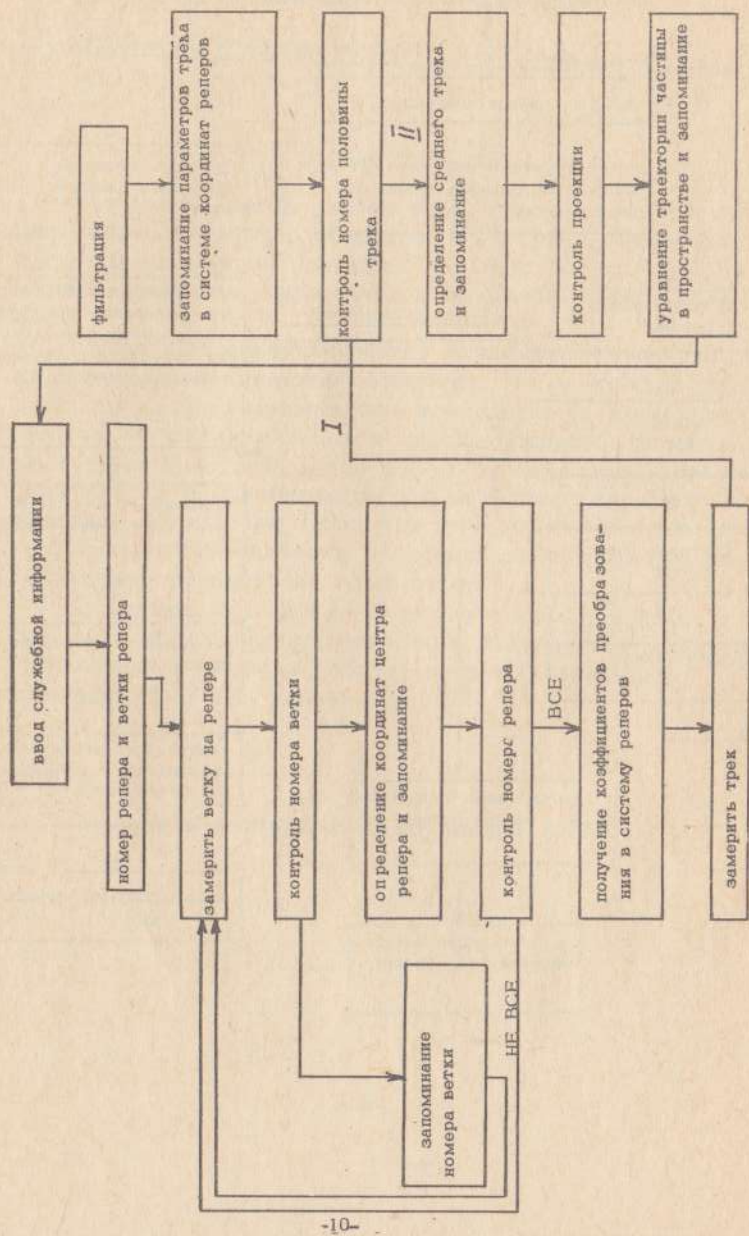 ввод служебной информации
номер репера и ветки репера
замерить ветку на репере
контроль номера ветки
запоминание
номера ветки
определение координат центра
репера и запоминание
контроль номера репера
НЕ ВСЕ
ВСЕ
получение коэффициентов преобразова-
ния в систему реперов
замерить трек
фильтрация
запоминание параметров трека
в системе координат реперов
контроль номера половины
трека
I
II
определение среднего трека
и запоминание
контроль проекции
уравнение траектории частицы
в пространстве и запоминание
-10-